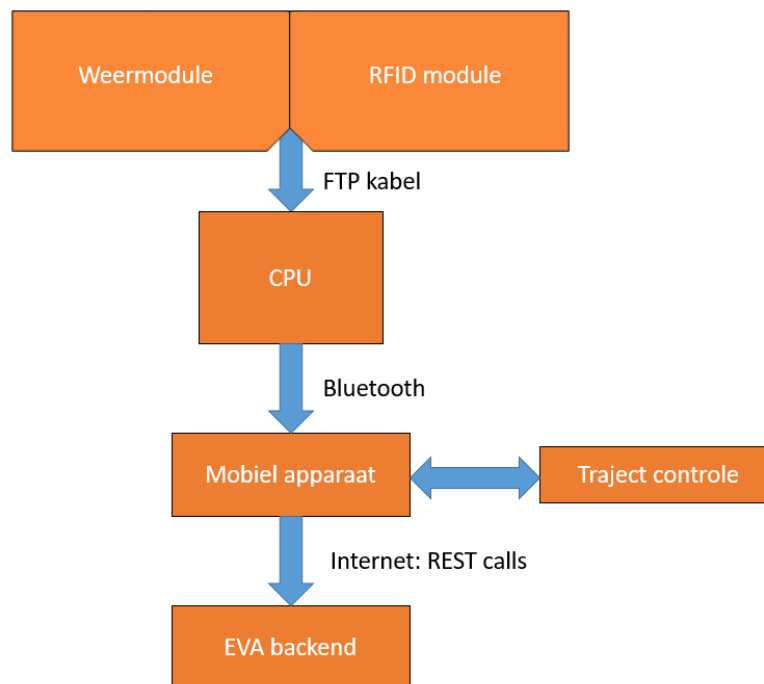 Weermodule
RFID module
FTP kabel
CPU
Bluetooth
Mobiel apparaat
Traject controle
Internet: REST calls
EVA backend